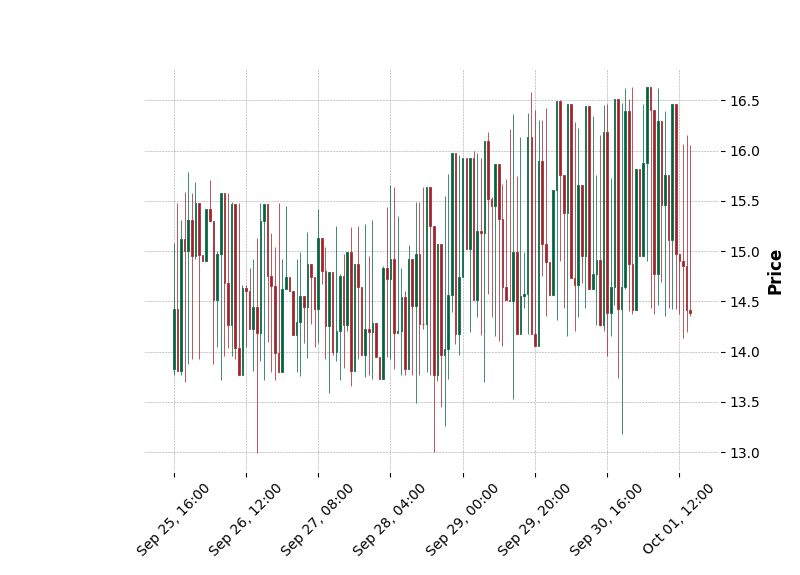 16.5
16.0
15.5
15.0
14.5
14.0
13.5
13.0
Price
Sep 25, 16:00
Sep 26, 12:00
Sep 27, 08:00
Sep 28, 04:00
Sep 29, 00:00
Sep 29, 20:00
Sep 30, 16:00
Oct 01, 12:00